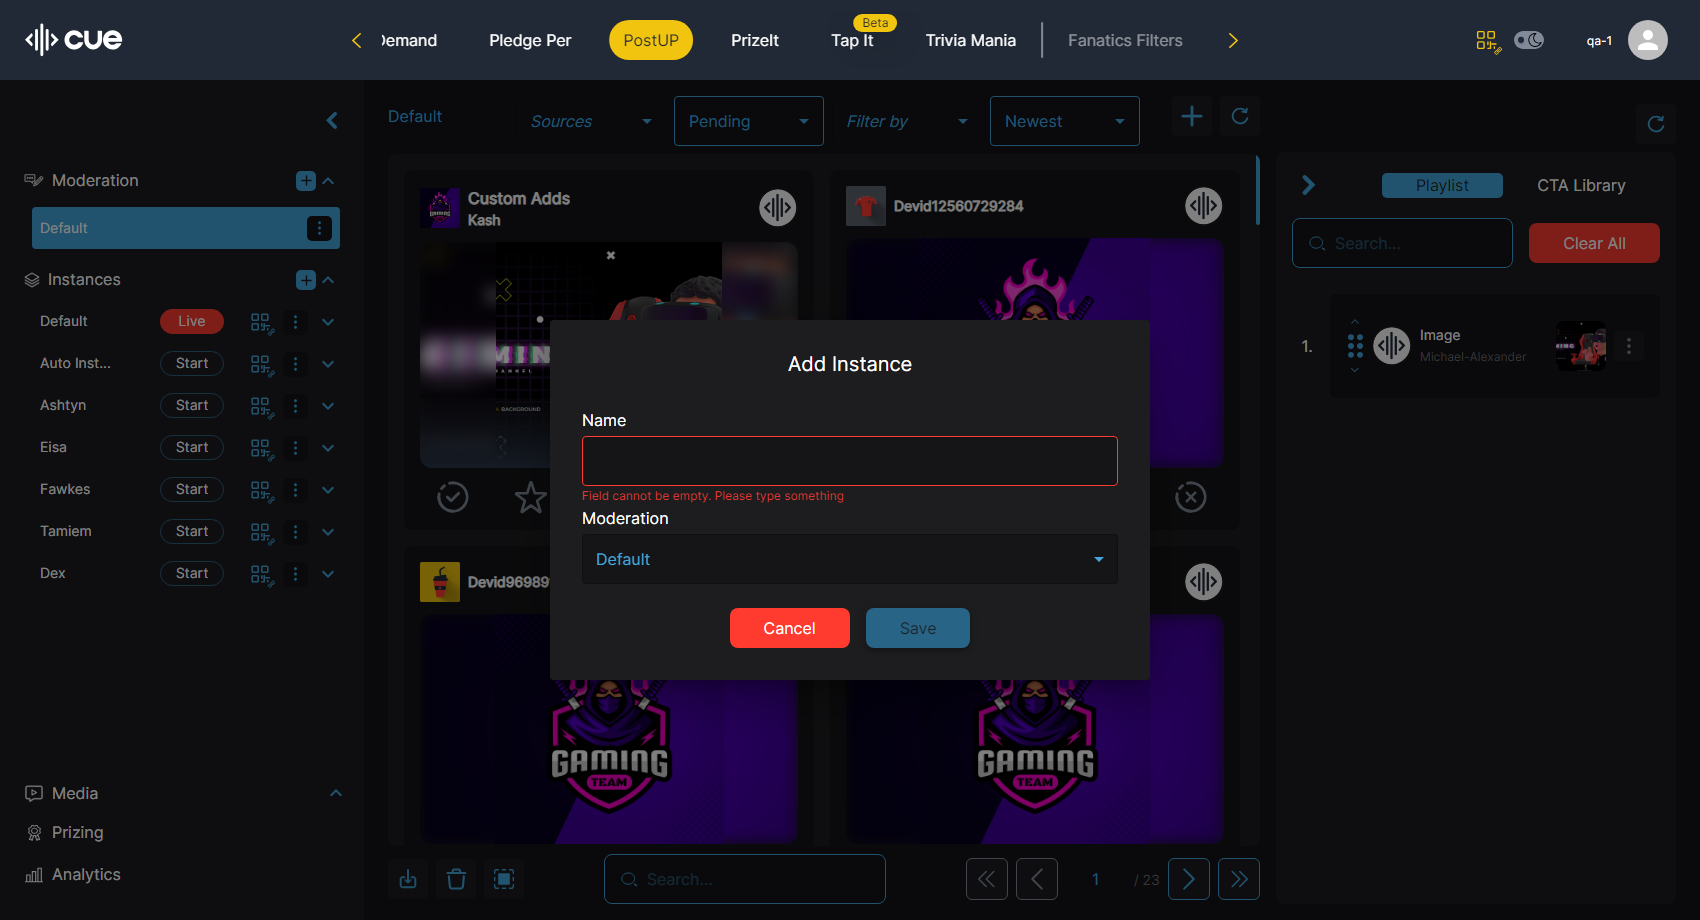 cue
Demand
Pledge Per
PostUP
PrizeIt
Beta
Tap It
Trivia Mania
Fanatics Filters
qa-1
Moderation
Default
Instances
Default
Live
Auto Inst...
Start
Ashtyn
Start
Eisa
Start
Fawkes
Start
Tamiem
Start
Dex
Start
Media
Prizing
Analytics
Default
Sources
Pending
Filter by
Newest
Custom Adds
Kash
Devid12560729284
BACKGROUND
Add Instance
Name
Field cannot be empty. Please type something
Moderation
Default
Cancel
Save
GAMING
TEAM
GAMING
TEAM
Search...
1
/ 23
Playlist
CTA Library
Search...
Clear All
1.
Image
Michael-Alexander